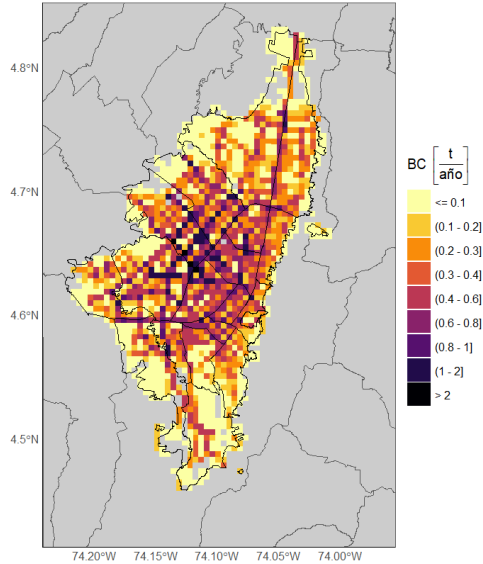 4.8°N
4.7°N
4.6°N
4.5°N
74.20°W 74.15°W 74.10°W 74.05°W 74.00°W
BC [t/año]
<= 0.1
(0.1 - 0.2]
(0.2 - 0.3]
(0.3 - 0.4]
(0.4 - 0.6]
(0.6 - 0.8]
(0.8 - 1]
(1 - 2]
> 2